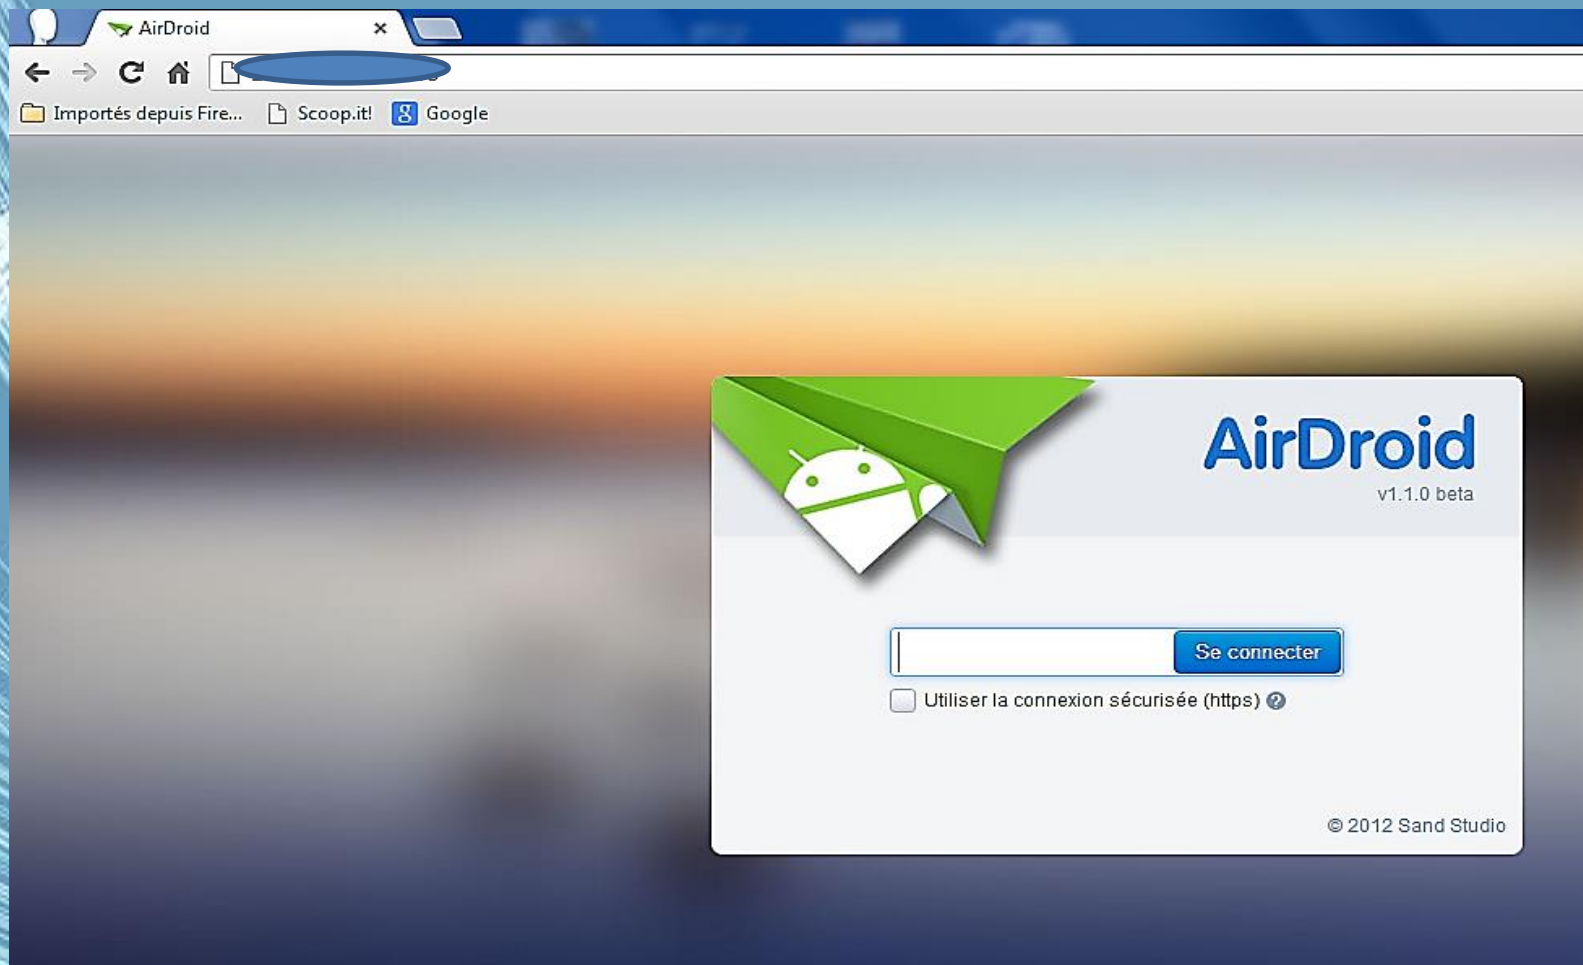 AirDroid
Importés depuis Fire... Scoop.it! Google
AirDroid
v1.1.0 beta
Se connecter
Utiliser la connexion sécurisée (https)
© 2012 Sand Studio